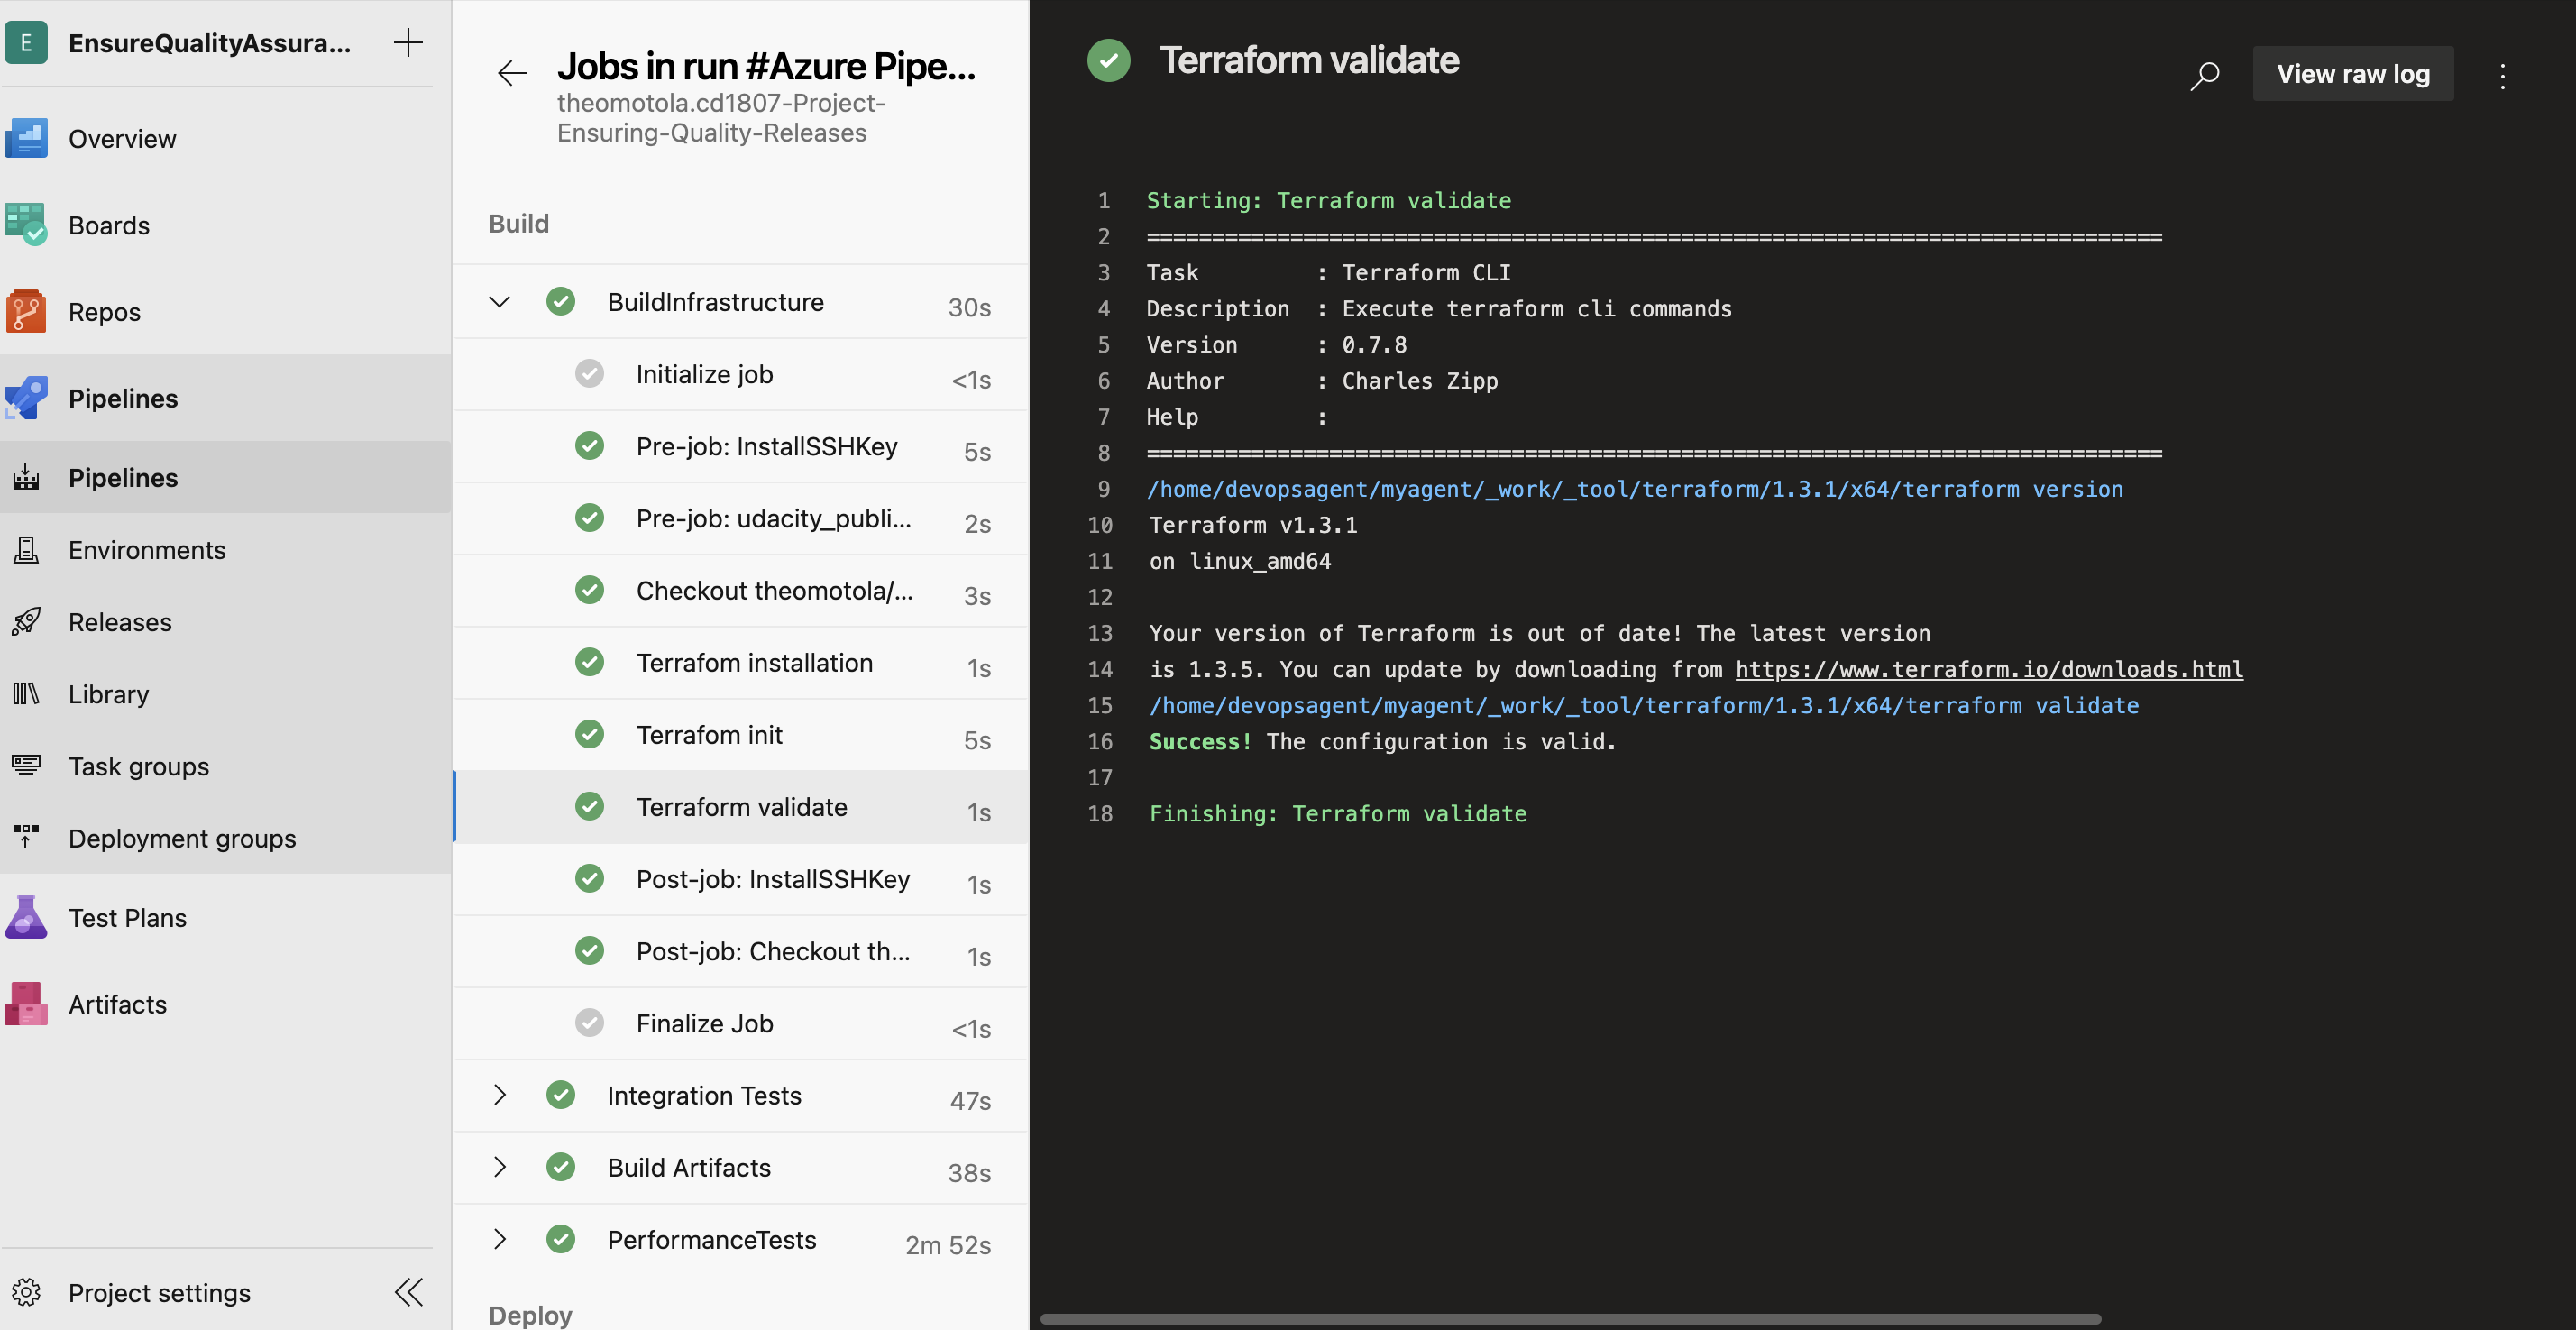 E
EnsureQualityAssura...
Overview
Boards
Repos
Pipelines
Pipelines
Environments
Releases
Library
Task groups
Deployment groups
Test Plans
Artifacts
Project settings
Jobs in run #Azure Pipe...
theomotola.cd1807-Project-
Ensuring-Quality-Releases
Build
BuildInfrastructure 30s
Initialize job <1s
Pre-job: InstallSSHKey 5s
Pre-job: udacity_publi... 2s
Checkout theomotola/... 3s
Terrafom installation 1s
Terrafom init 5s
Terraform validate 1s
Post-job: InstallSSHKey 1s
Post-job: Checkout th... 1s
Finalize Job <1s
Integration Tests 47s
Build Artifacts 38s
PerformanceTests 2m 52s
Deploy
Terraform validate
View raw log
1 Starting: Terraform validate
2 ==============================================================================
3 Task : Terraform CLI
4 Description : Execute terraform cli commands
5 Version : 0.7.8
6 Author : Charles Zipp
7 Help :
8 ==============================================================================
9 /home/devopsagent/myagent/_work/_tool/terraform/1.3.1/x64/terraform version
10 Terraform v1.3.1
11 on linux_amd64
12
13 Your version of Terraform is out of date! The latest version
14 is 1.3.5. You can update by downloading from https://www.terraform.io/downloads.html
15 /home/devopsagent/myagent/_work/_tool/terraform/1.3.1/x64/terraform validate
16 Success! The configuration is valid.
17
18 Finishing: Terraform validate